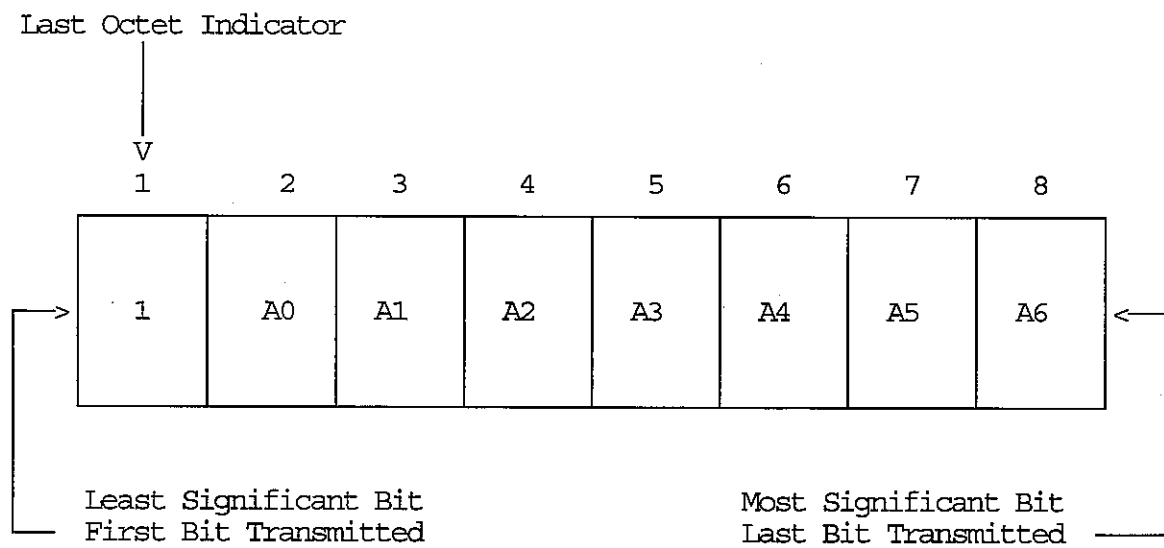 Last Octet Indicator
V
1 2 3 4 5 6 7 8
1 A0 A1 A2 A3 A4 A5 A6
Least Significant Bit
First Bit Transmitted
Most Significant Bit
Last Bit Transmitted